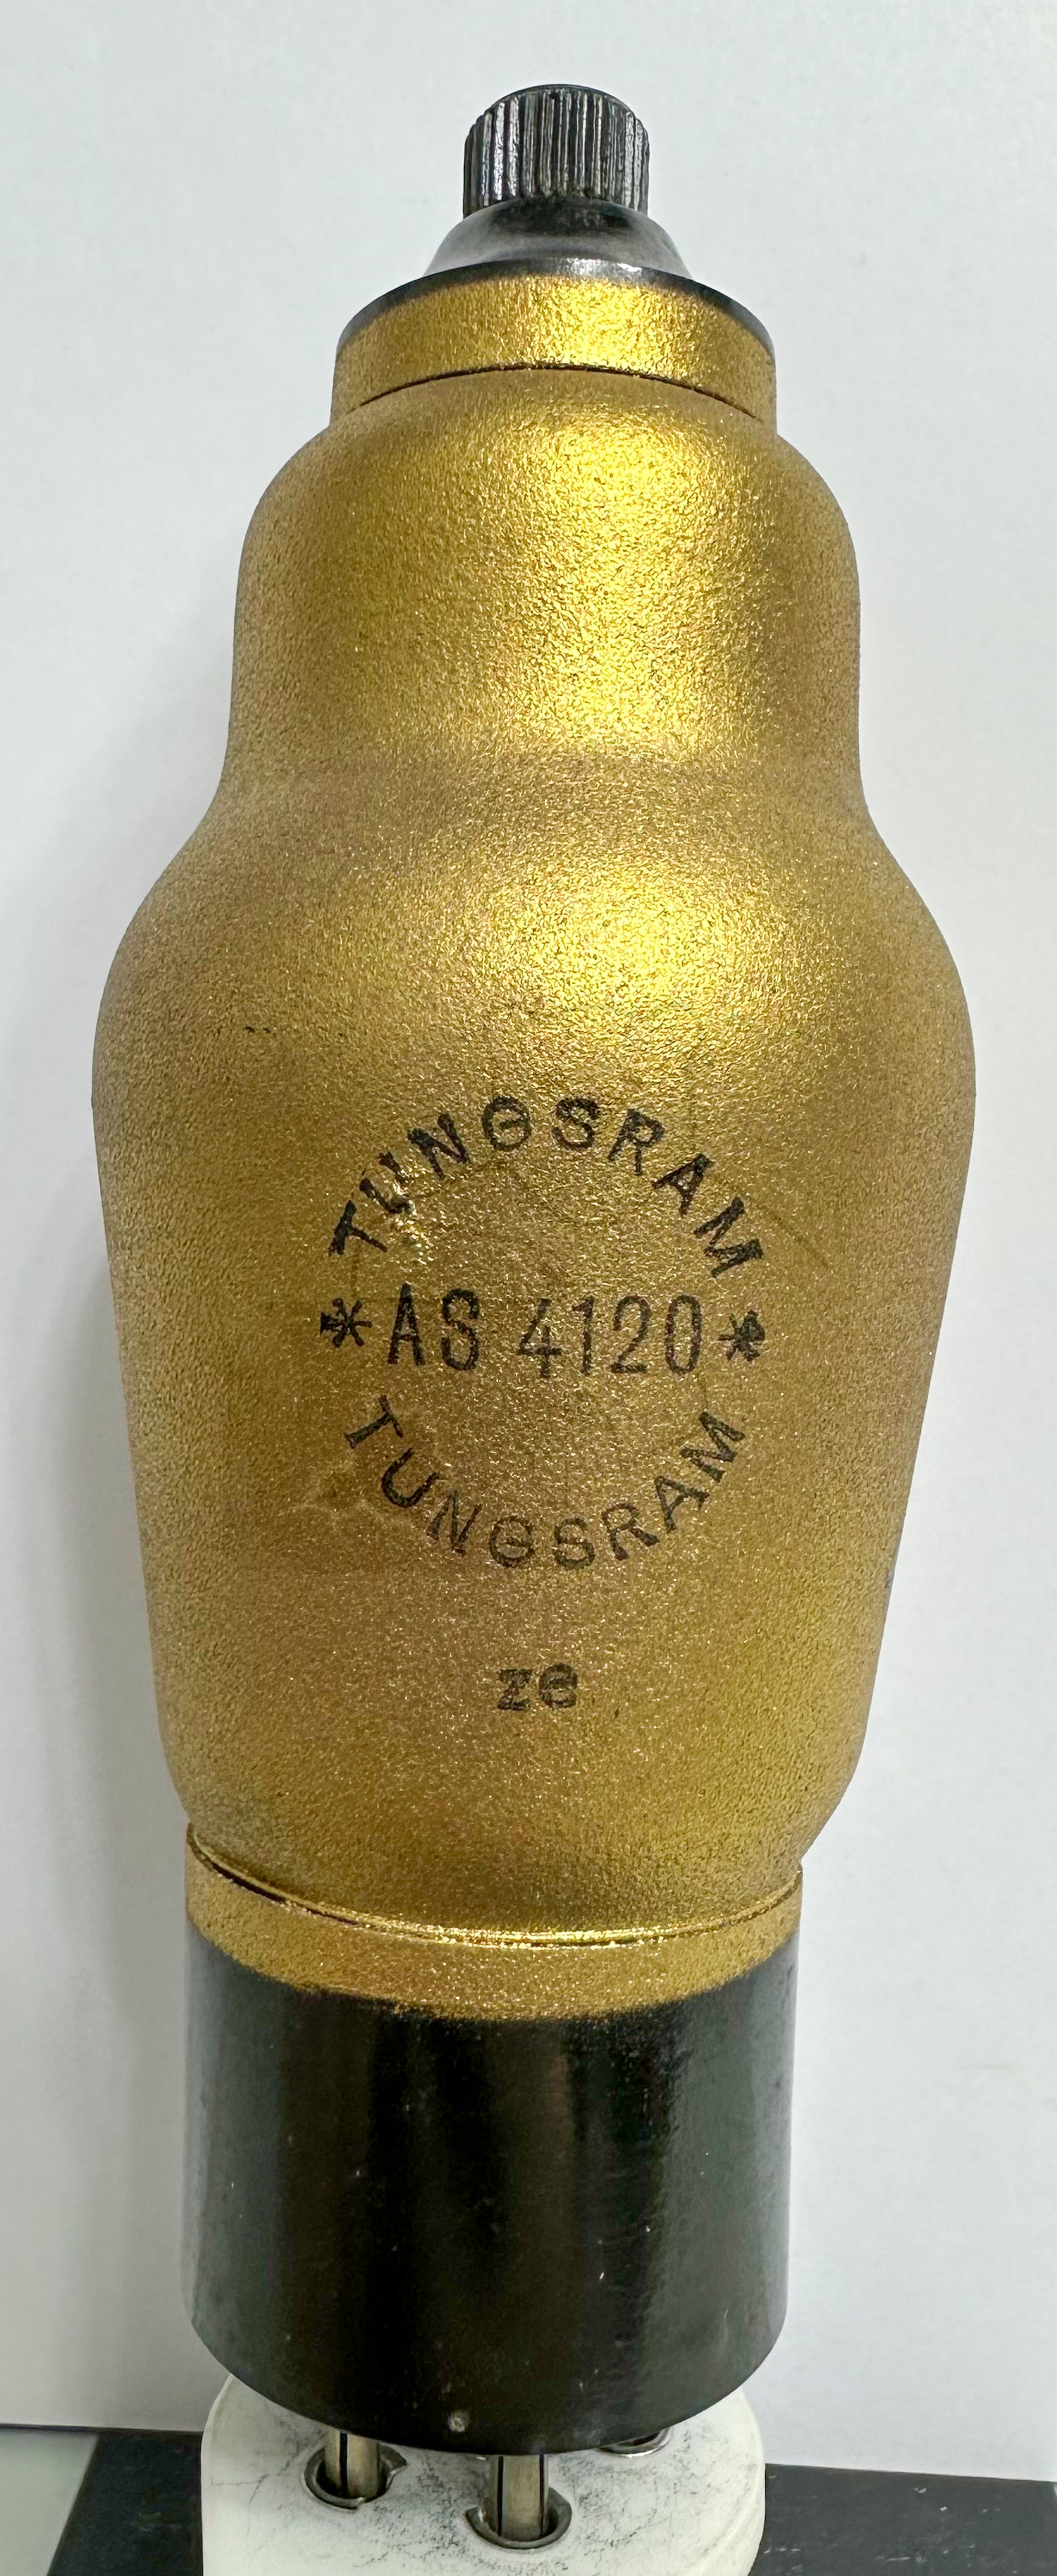 TUNGSRAM
* AS 4120 *
TUNGSRAM
ze